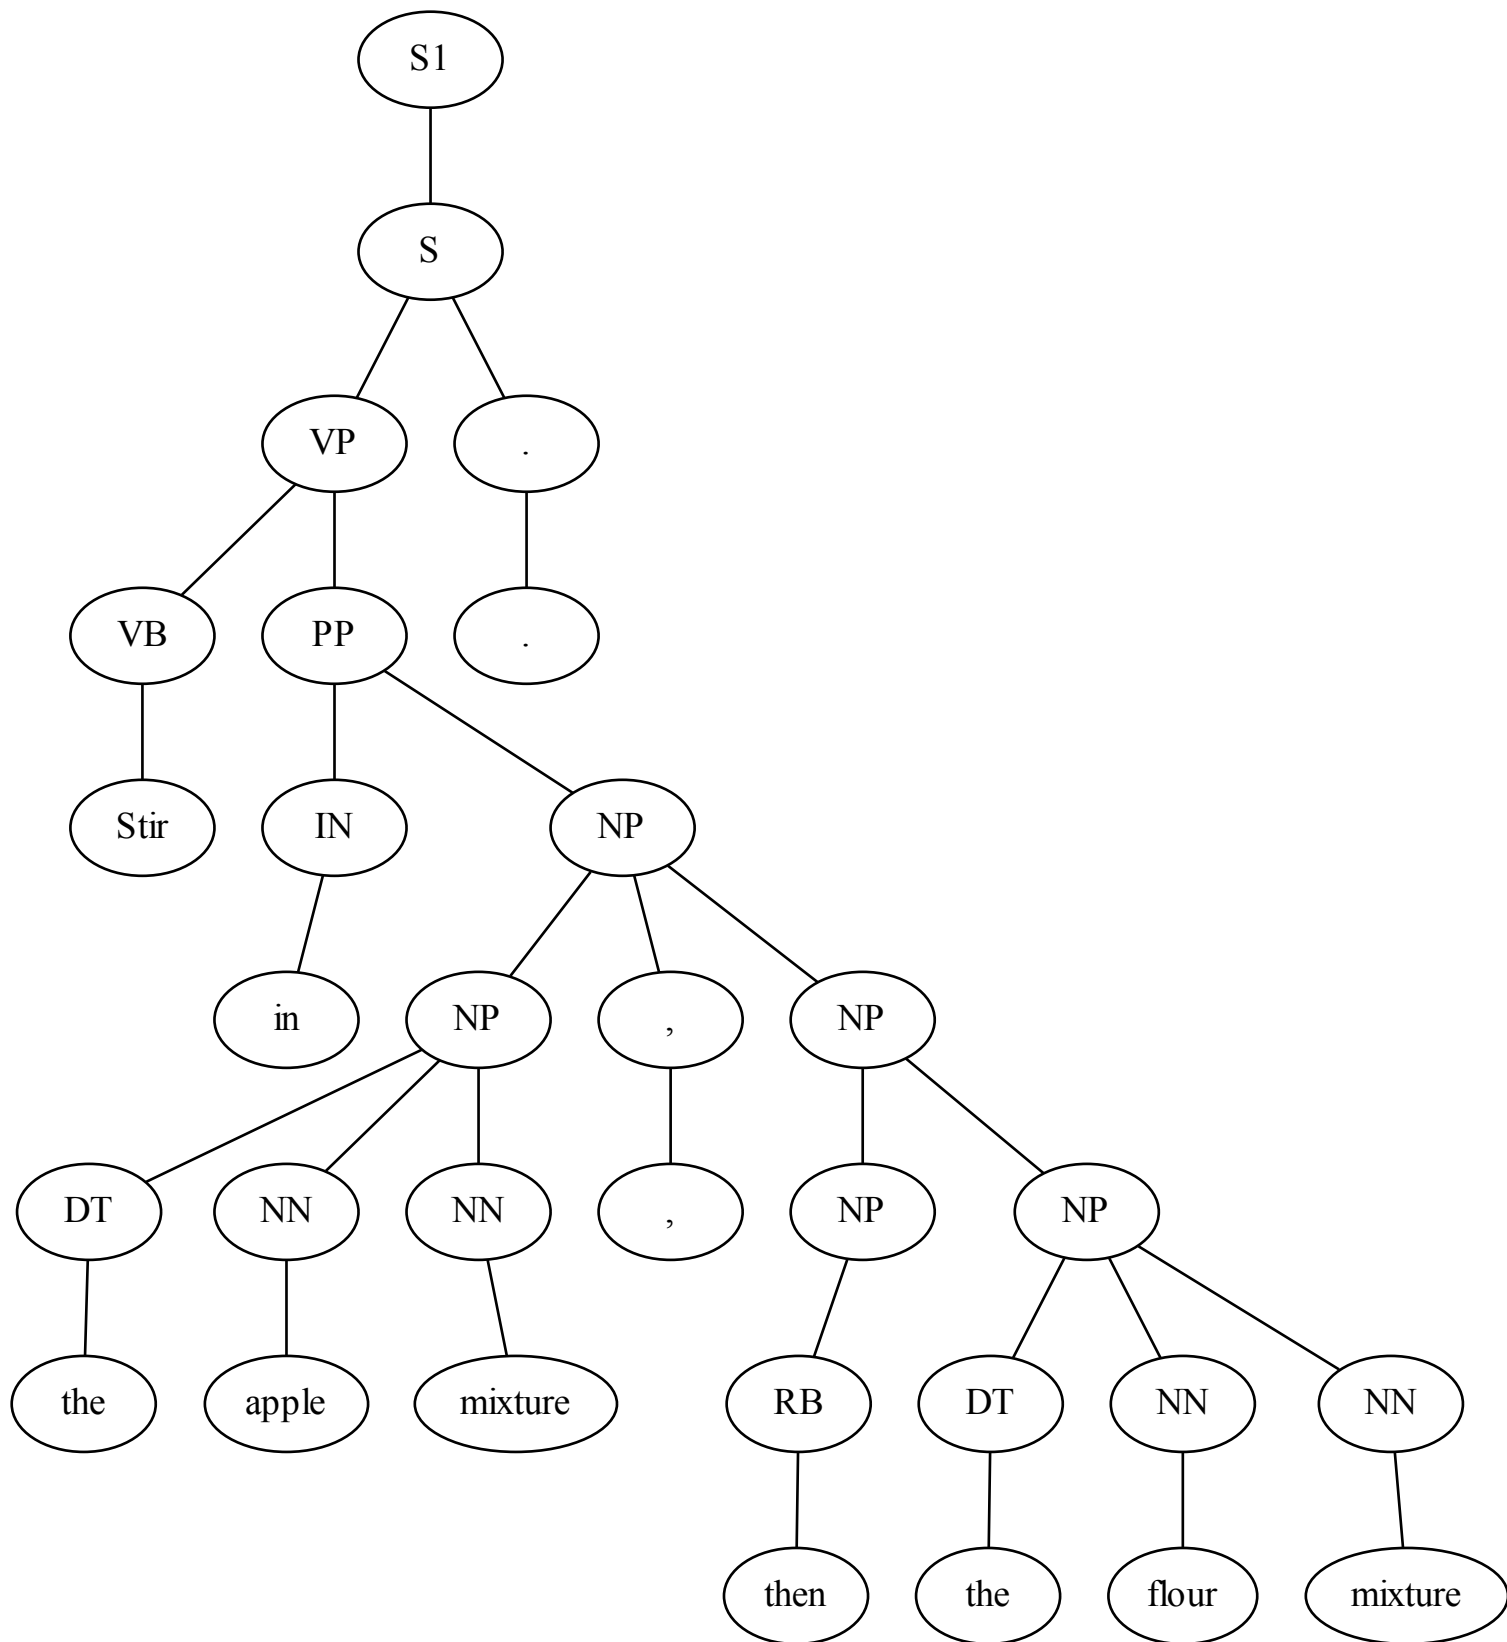 S1
S
VP .
VB PP .
Stir IN NP
in NP , NP
DT NN NN , NP NP
the apple mixture RB DT NN NN
then the flour mixture